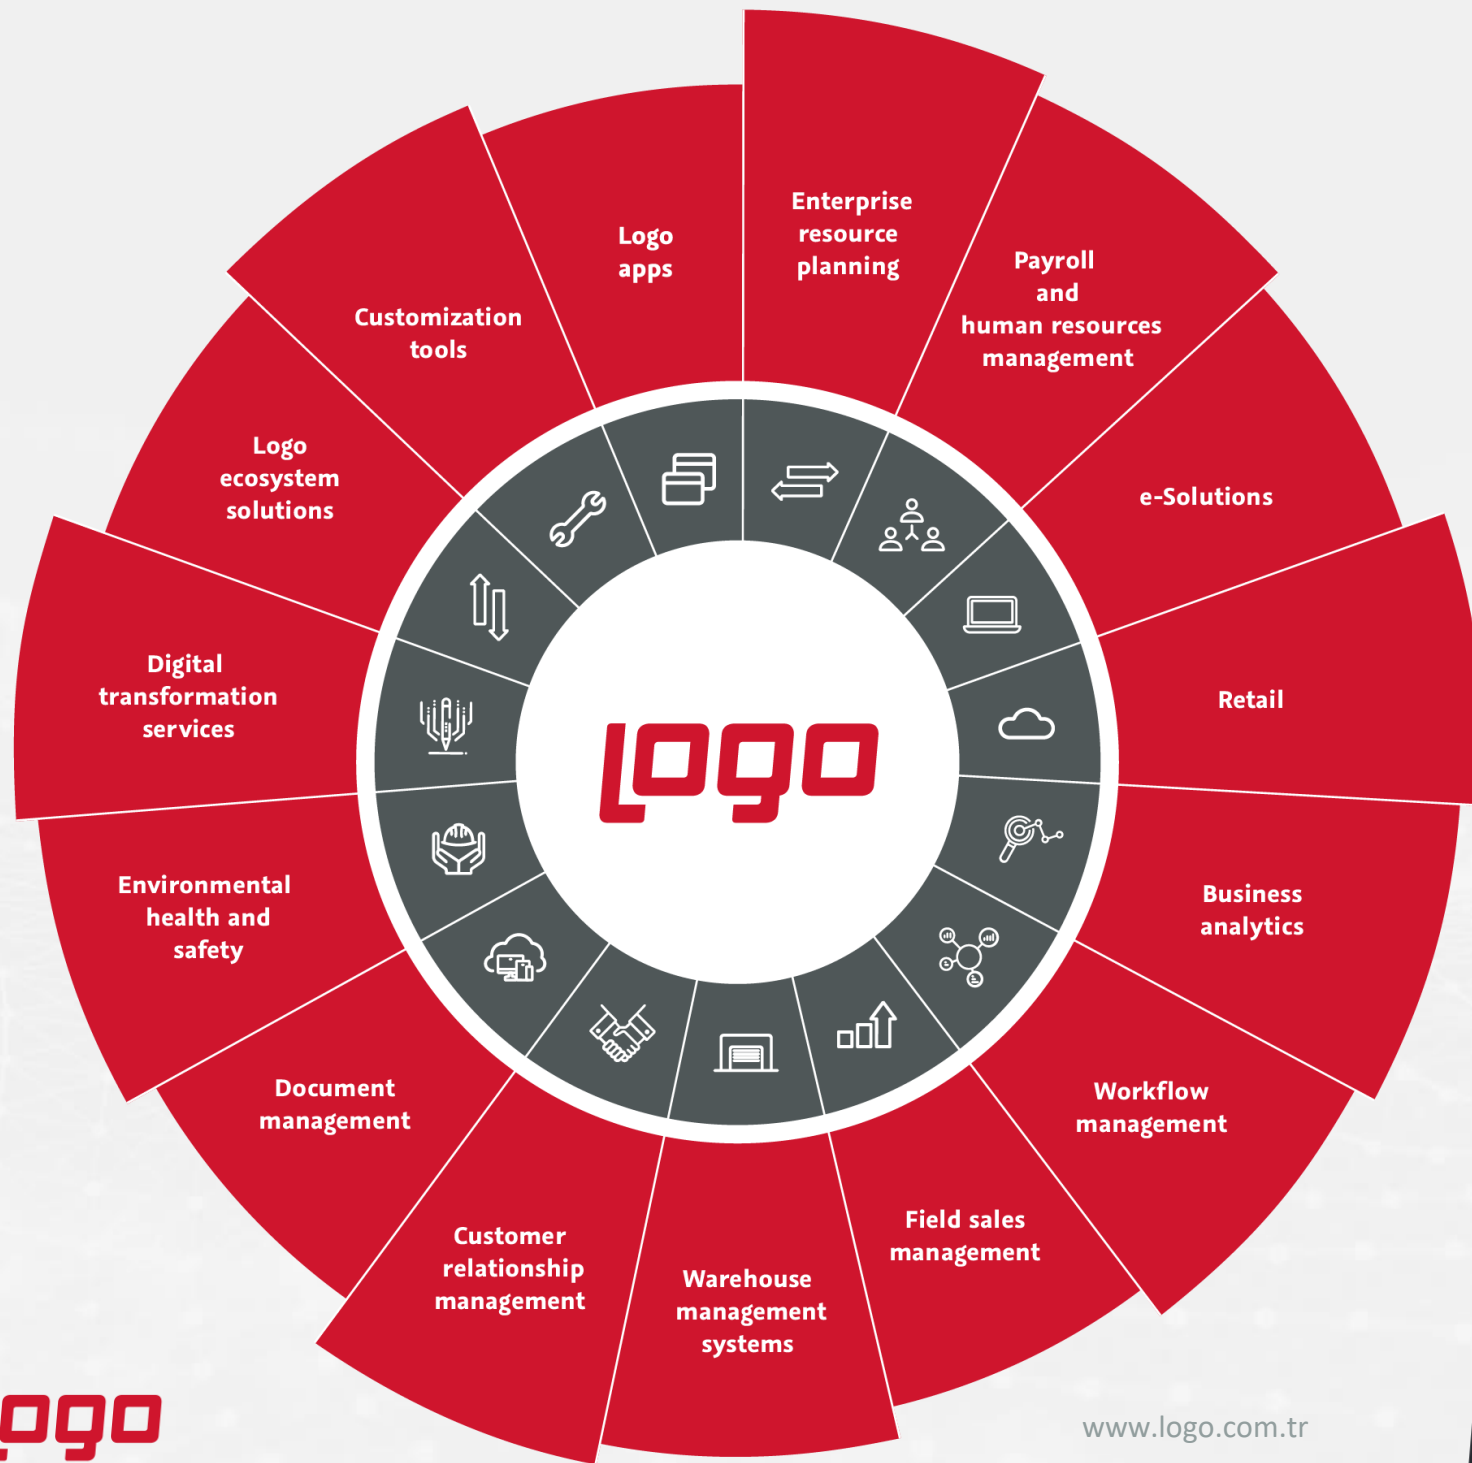 Enterprise
resource
planning
Payroll
and
human resources
management
e-Solutions
Retail
Business
analytics
Workflow
management
Field sales
management
Warehouse
management
systems
Customer
relationship
management
Document
management
Environmental
health and
safety
Digital
transformation
services
Logo
ecosystem
solutions
Customization
tools
Logo
apps
logo
logo
www.logo.com.tr